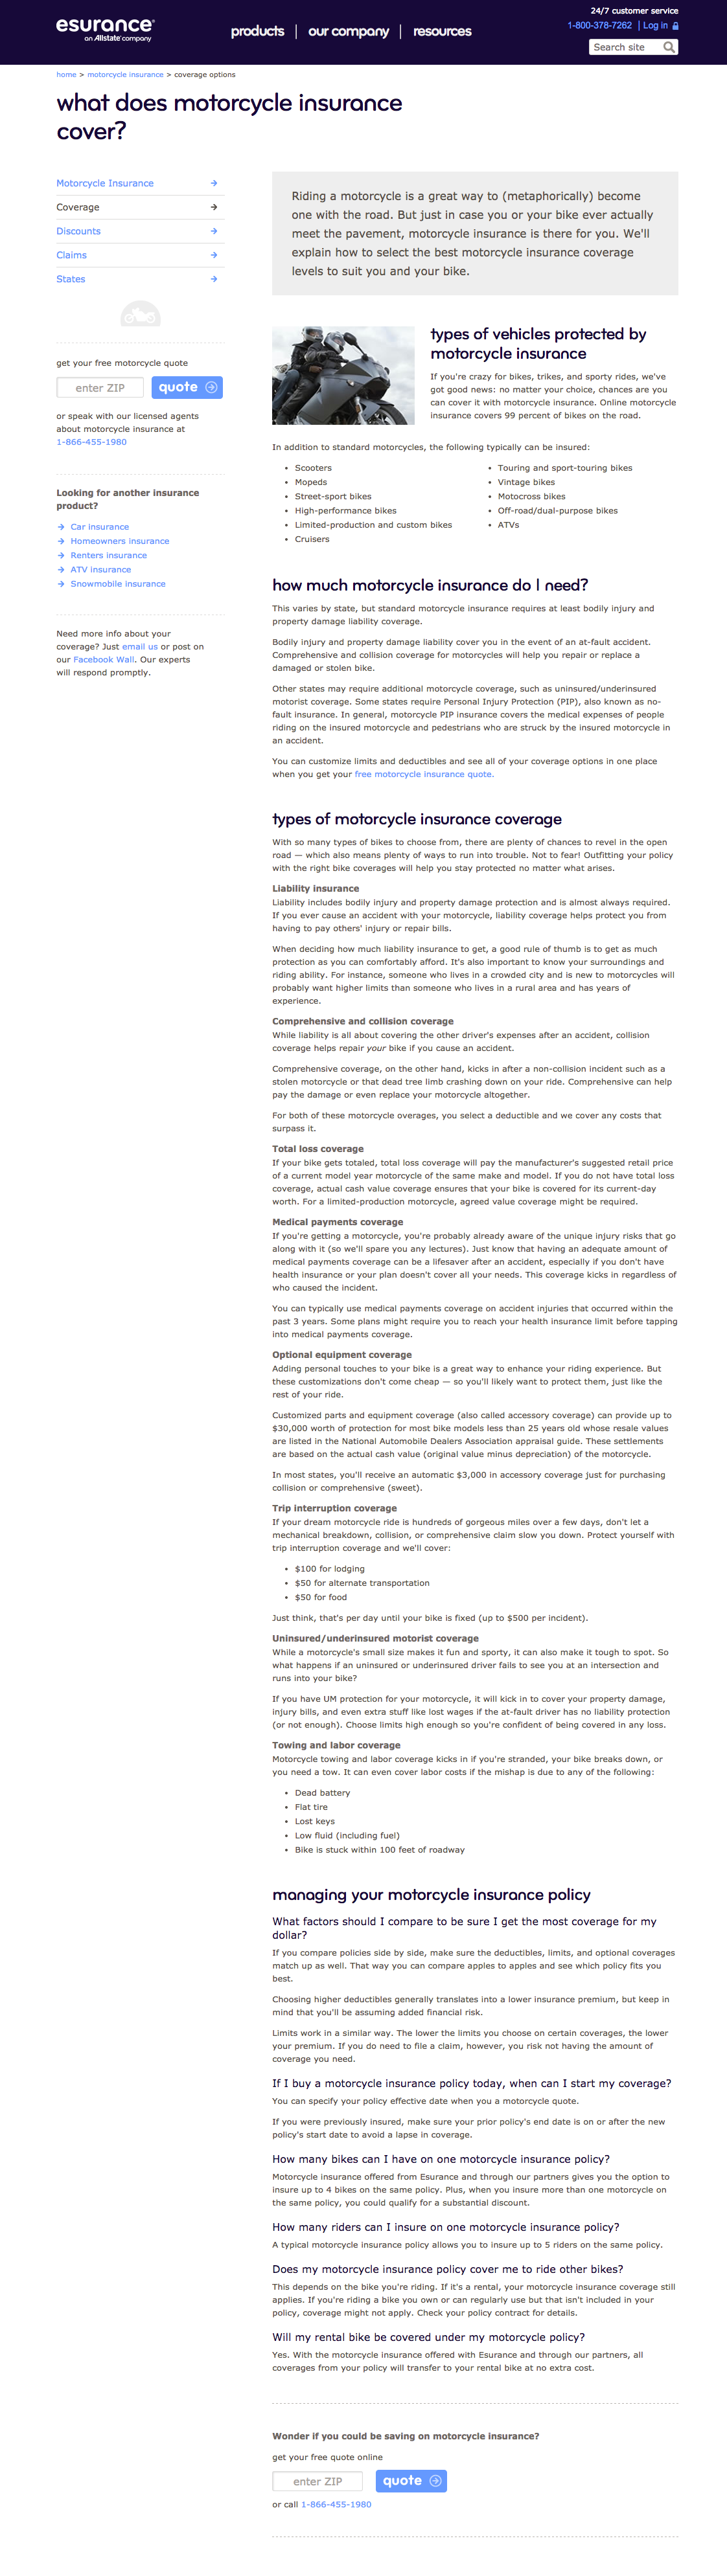 esurance®
an Allstate company
products | our company | resources
24/7 customer service
1-800-378-7262 | Log in
Search site
home > motorcycle insurance > coverage options
what does motorcycle insurance
cover?
Motorcycle Insurance
Coverage
Discounts
Claims
States
get your free motorcycle quote
enter ZIP
quote
or speak with our licensed agents
about motorcycle insurance at
1-866-455-1980
Looking for another insurance
product?
Car insurance
Homeowners insurance
Renters insurance
ATV insurance
Snowmobile insurance
Need more info about your
coverage? Just email us or post on
our Facebook Wall. Our experts
will respond promptly.
Riding a motorcycle is a great way to (metaphorically) become
one with the road. But just in case you or your bike ever actually
meet the pavement, motorcycle insurance is there for you. We'll
explain how to select the best motorcycle insurance coverage
levels to suit you and your bike.
types of vehicles protected by
motorcycle insurance
If you're crazy for bikes, trikes, and sporty rides, we've
got good news: no matter your choice, chances are you
can cover it with motorcycle insurance. Online motorcycle
insurance covers 99 percent of bikes on the road.
In addition to standard motorcycles, the following typically can be insured:
• Scooters
• Mopeds
• Street-sport bikes
• High-performance bikes
• Limited-production and custom bikes
• Cruisers
• Touring and sport-touring bikes
• Vintage bikes
• Motocross bikes
• Off-road/dual-purpose bikes
• ATVs
how much motorcycle insurance do I need?
This varies by state, but standard motorcycle insurance requires at least bodily injury and
property damage liability coverage.
Bodily injury and property damage liability cover you in the event of an at-fault accident.
Comprehensive and collision coverage for motorcycles will help you repair or replace a
damaged or stolen bike.
Other states may require additional motorcycle coverage, such as uninsured/underinsured
motorist coverage. Some states require Personal Injury Protection (PIP), also known as no-
fault insurance. In general, motorcycle PIP insurance covers the medical expenses of people
riding on the insured motorcycle and pedestrians who are struck by the insured motorcycle in
an accident.
You can customize limits and deductibles and see all of your coverage options in one place
when you get your free motorcycle insurance quote.
types of motorcycle insurance coverage
With so many types of bikes to choose from, there are plenty of chances to revel in the open
road — which also means plenty of ways to run into trouble. Not to fear! Outfitting your policy
with the right bike coverages will help you stay protected no matter what arises.
Liability insurance
Liability includes bodily injury and property damage protection and is almost always required.
If you ever cause an accident with your motorcycle, liability coverage helps protect you from
having to pay others' injury or repair bills.
When deciding how much liability insurance to get, a good rule of thumb is to get as much
protection as you can comfortably afford. It's also important to know your surroundings and
riding ability. For instance, someone who lives in a crowded city and is new to motorcycles will
probably want higher limits than someone who lives in a rural area and has years of
experience.
Comprehensive and collision coverage
While liability is all about covering the other driver's expenses after an accident, collision
coverage helps repair your bike if you cause an accident.
Comprehensive coverage, on the other hand, kicks in after a non-collision incident such as a
stolen motorcycle or that dead tree limb crashing down on your ride. Comprehensive can help
pay the damage or even replace your motorcycle altogether.
For both of these motorcycle overages, you select a deductible and we cover any costs that
surpass it.
Total loss coverage
If your bike gets totaled, total loss coverage will pay the manufacturer's suggested retail price
of a current model year motorcycle of the same make and model. If you do not have total loss
coverage, actual cash value coverage ensures that your bike is covered for its current-day
worth. For a limited-production motorcycle, agreed value coverage might be required.
Medical payments coverage
If you're getting a motorcycle, you're probably already aware of the unique injury risks that go
along with it (so we'll spare you any lectures). Just know that having an adequate amount of
medical payments coverage can be a lifesaver after an accident, especially if you don't have
health insurance or your plan doesn't cover all your needs. This coverage kicks in regardless of
who caused the incident.
You can typically use medical payments coverage on accident injuries that occurred within the
past 3 years. Some plans might require you to reach your health insurance limit before tapping
into medical payments coverage.
Optional equipment coverage
Adding personal touches to your bike is a great way to enhance your riding experience. But
these customizations don't come cheap — so you'll likely want to protect them, just like the
rest of your ride.
Customized parts and equipment coverage (also called accessory coverage) can provide up to
$30,000 worth of protection for most bike models less than 25 years old whose resale values
are listed in the National Automobile Dealers Association appraisal guide. These settlements
are based on the actual cash value (original value minus depreciation) of the motorcycle.
In most states, you'll receive an automatic $3,000 in accessory coverage just for purchasing
collision or comprehensive (sweet).
Trip interruption coverage
If your dream motorcycle ride is hundreds of gorgeous miles over a few days, don't let a
mechanical breakdown, collision, or comprehensive claim slow you down. Protect yourself with
trip interruption coverage and we'll cover:
• $100 for lodging
• $50 for alternate transportation
• $50 for food
Just think, that's per day until your bike is fixed (up to $500 per incident).
Uninsured/underinsured motorist coverage
While a motorcycle's small size makes it fun and sporty, it can also make it tough to spot. So
what happens if an uninsured or underinsured driver fails to see you at an intersection and
runs into your bike?
If you have UM protection for your motorcycle, it will kick in to cover your property damage,
injury bills, and even extra stuff like lost wages if the at-fault driver has no liability protection
(or not enough). Choose limits high enough so you're confident of being covered in any loss.
Towing and labor coverage
Motorcycle towing and labor coverage kicks in if you're stranded, your bike breaks down, or
you need a tow. It can even cover labor costs if the mishap is due to any of the following:
• Dead battery
• Flat tire
• Lost keys
• Low fluid (including fuel)
• Bike is stuck within 100 feet of roadway
managing your motorcycle insurance policy
What factors should I compare to be sure I get the most coverage for my
dollar?
If you compare policies side by side, make sure the deductibles, limits, and optional coverages
match up as well. That way you can compare apples to apples and see which policy fits you
best.
Choosing higher deductibles generally translates into a lower insurance premium, but keep in
mind that you'll be assuming added financial risk.
Limits work in a similar way. The lower the limits you choose on certain coverages, the lower
your premium. If you do need to file a claim, however, you risk not having the amount of
coverage you need.
If I buy a motorcycle insurance policy today, when can I start my coverage?
You can specify your policy effective date when you a motorcycle quote.
If you were previously insured, make sure your prior policy's end date is on or after the new
policy's start date to avoid a lapse in coverage.
How many bikes can I have on one motorcycle insurance policy?
Motorcycle insurance offered from Esurance and through our partners gives you the option to
insure up to 4 bikes on the same policy. Plus, when you insure more than one motorcycle on
the same policy, you could qualify for a substantial discount.
How many riders can I insure on one motorcycle insurance policy?
A typical motorcycle insurance policy allows you to insure up to 5 riders on the same policy.
Does my motorcycle insurance policy cover me to ride other bikes?
This depends on the bike you're riding. If it's a rental, your motorcycle insurance coverage still
applies. If you're riding a bike you own or can regularly use but that isn't included in your
policy, coverage might not apply. Check your policy contract for details.
Will my rental bike be covered under my motorcycle policy?
Yes. With the motorcycle insurance offered with Esurance and through our partners, all
coverages from your policy will transfer to your rental bike at no extra cost.
Wonder if you could be saving on motorcycle insurance?
get your free quote online
enter ZIP
quote
or call 1-866-455-1980